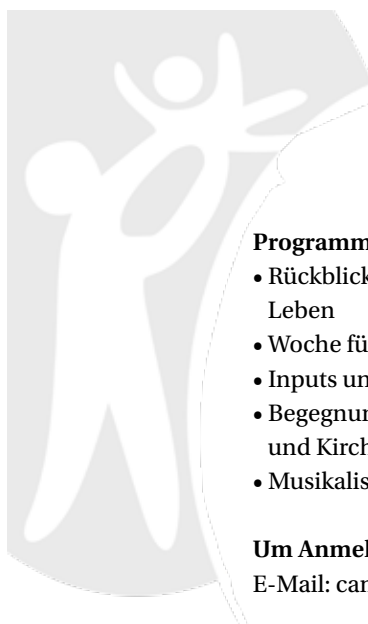 Programm
• Rückblick
Leben
• Woche fü
• Inputs un
• Begegnun
und Kirch
• Musikalis
Um Anmel
E-Mail: can